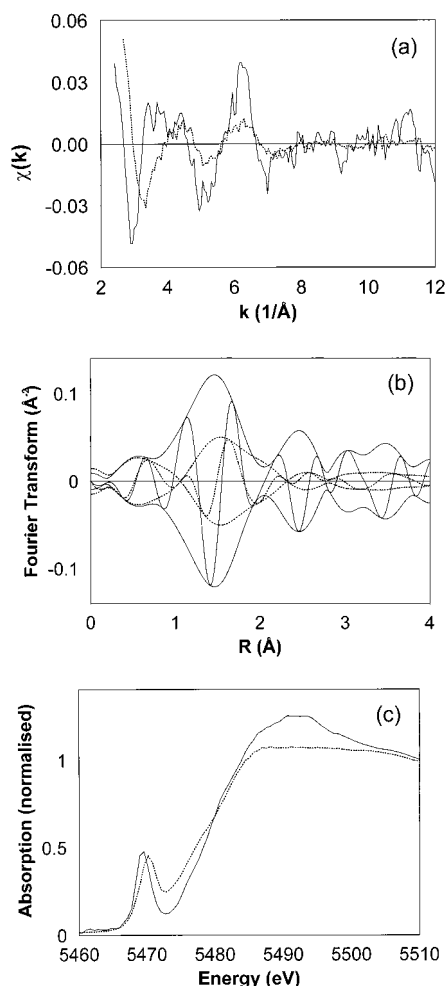 0.06
(a)
0.03
0.00
-0.03
-0.06
χ(k)
2 4 6 8 10 12
k (1/Å)
(b)
0.1
0
-0.1
Fourier Transform (Å⁻²)
0 1 2 3 4
R (Å)
(c)
1
0.5
0
Absorption (normalised)
5460 5470 5480 5490 5500 5510
Energy (eV)